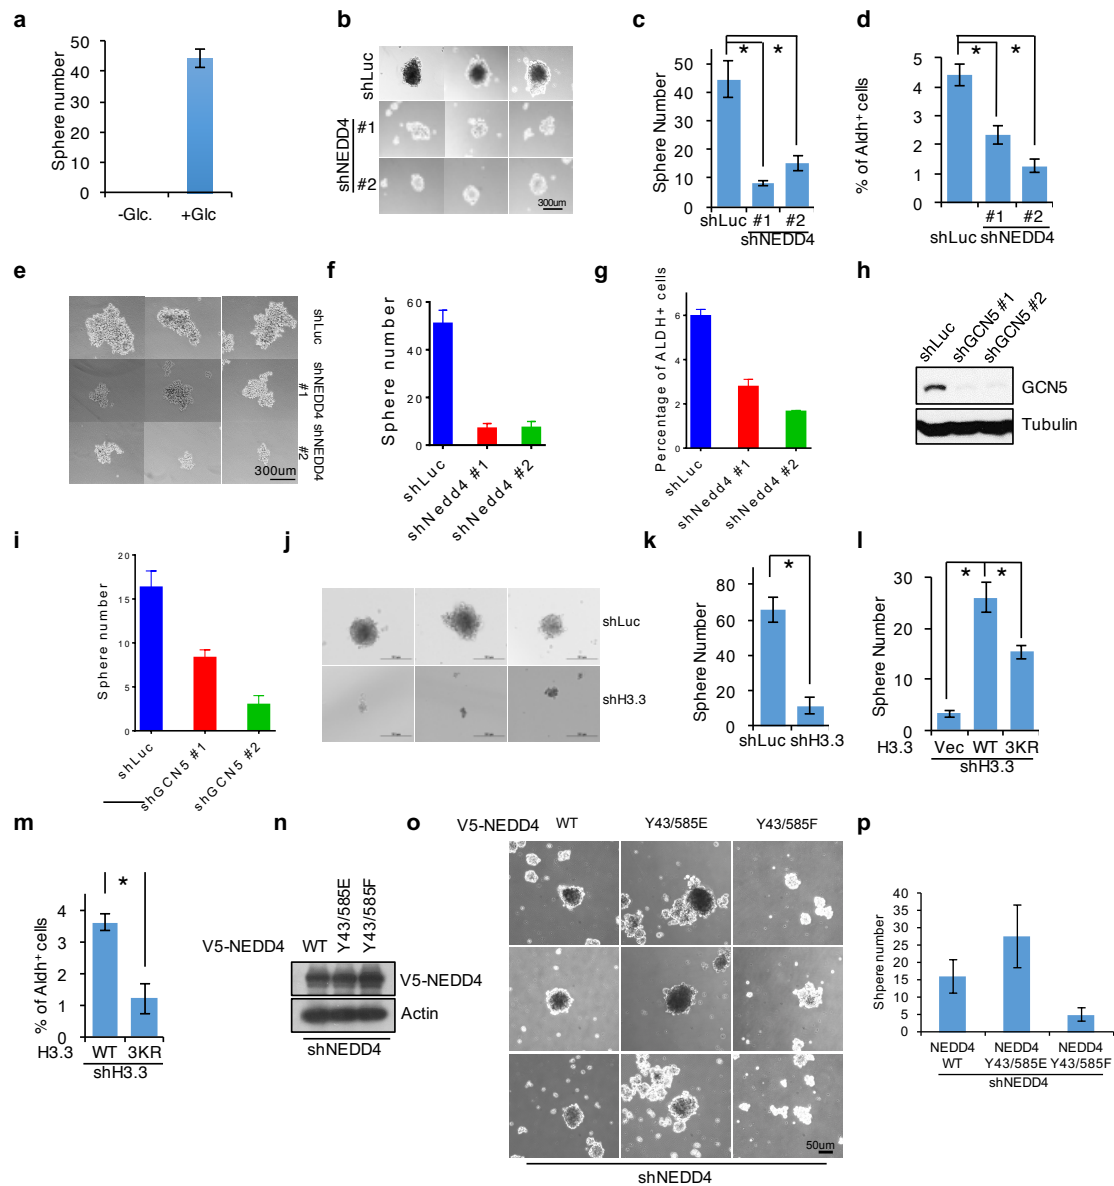 a
Sphere number
50
40
30
20
10
0
-Glc.
+Glc
b
shLuc
shNEDD4
#1
#2
300um
c
* *
Sphere Number
50
40
30
20
10
0
shLuc #1 #2
shNEDD4
d
* *
% of Aldh⁺ cells
5
4
3
2
1
0
#1 #2
shLuc shNEDD4
e
shLuc
shNEDD4 #1
shNEDD4 #2
300um
f
Sphere number
60
40
20
0
shLuc
shNedd4 #1
shNedd4 #2
g
Percentage of ALDH+ cells
6
4
2
0
shLuc
shNedd4 #1
shNedd4 #2
h
shLuc
shGCN5 #1
shGCN5 #2
GCN5
Tubulin
i
Sphere number
20
15
10
5
0
shLuc
shGCN5 #1
shGCN5 #2
j
shLuc
shH3.3
k
*
Sphere Number
80
60
40
20
0
shLuc shH3.3
l
* *
Sphere Number
30
20
10
0
H3.3 Vec WT 3KR
shH3.3
m
*
% of Aldh⁺ cells
4
3
2
1
0
H3.3 WT 3KR
shH3.3
n
V5-NEDD4 WT Y43/585E Y43/585F
V5-NEDD4
Actin
shNEDD4
o
V5-NEDD4 WT Y43/585E Y43/585F
50um
shNEDD4
p
Shpere number
40
35
30
25
20
15
10
5
0
NEDD4 NEDD4 NEDD4
WT Y43/585E Y43/585F
shNEDD4